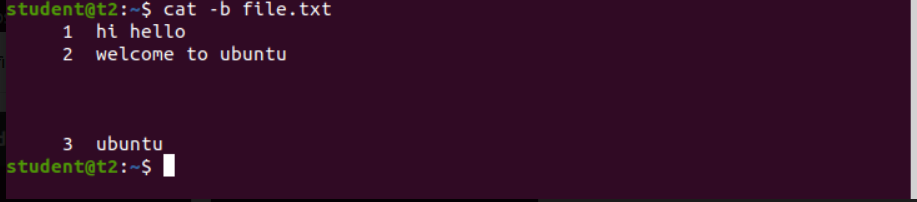 student@t2:~$ cat -b file.txt
1 hi hello
2 welcome to ubuntu
3 ubuntu
student@t2:~$